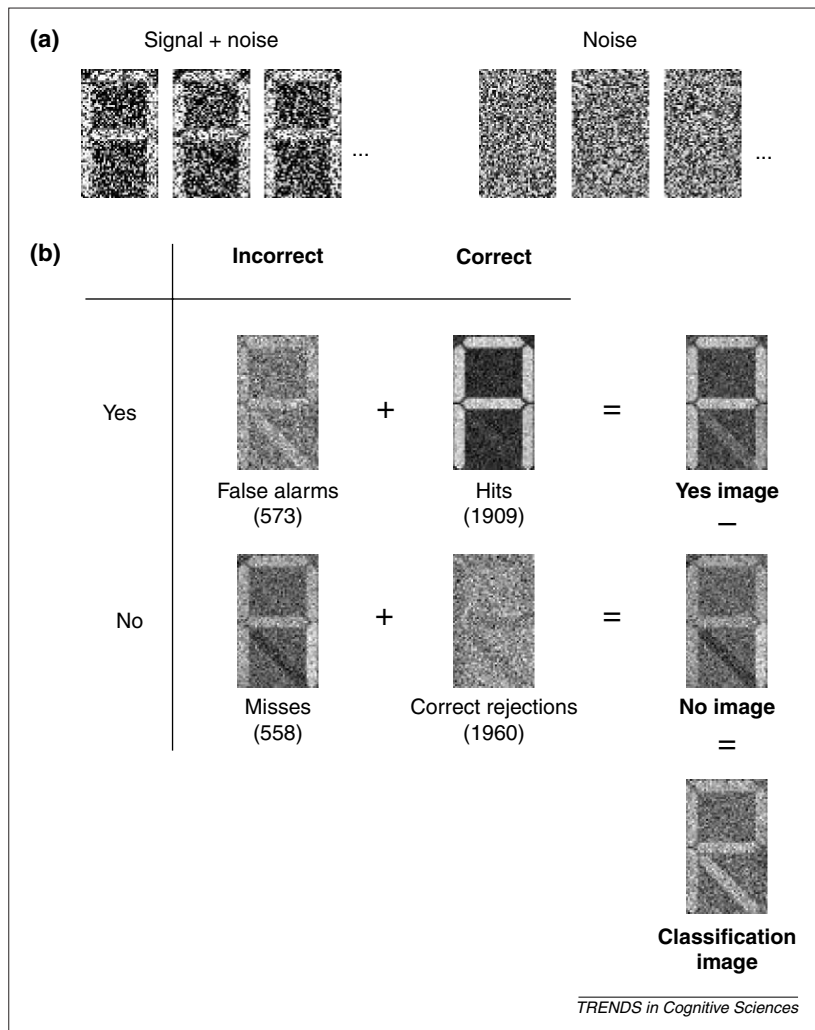 (a)
Signal + noise
Noise
...
...
(b)
Incorrect
Correct
Yes
+
=
False alarms
(573)
Hits
(1909)
Yes image
–
No
+
=
Misses
(558)
Correct rejections
(1960)
No image
=
Classification
image
TRENDS in Cognitive Sciences